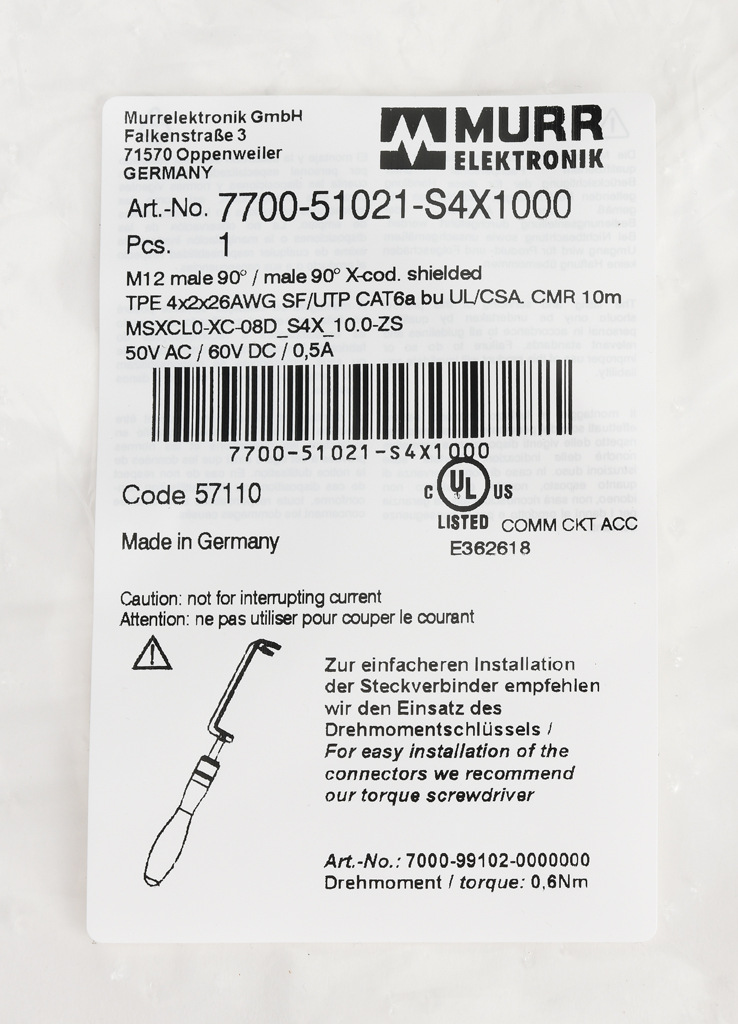 Murrelektronik GmbH
Falkenstraße 3
71570 Oppenweiler
GERMANY
MURR
ELEKTRONIK
Art.-No. 7700-51021-S4X1000
Pcs. 1
M12 male 90° / male 90° X-cod. shielded
TPE 4x2x26AWG SF/UTP CAT6a bu UL/CSA CMR 10m
MSXCL0-XC-08D_S4X_10.0-ZS
50V AC / 60V DC / 0,5A
7700-51021-S4X1000
Code 57110
C UL US
LISTED COMM CKT ACC
E362618
Made in Germany
Caution: not for interrupting current
Attention: ne pas utiliser pour couper le courant
Zur einfacheren Installation
der Steckverbinder empfehlen
wir den Einsatz des
Drehmomentschlüssels /
For easy installation of the
connectors we recommend
our torque screwdriver
Art.-No.: 7000-99102-0000000
Drehmoment / torque: 0,6Nm